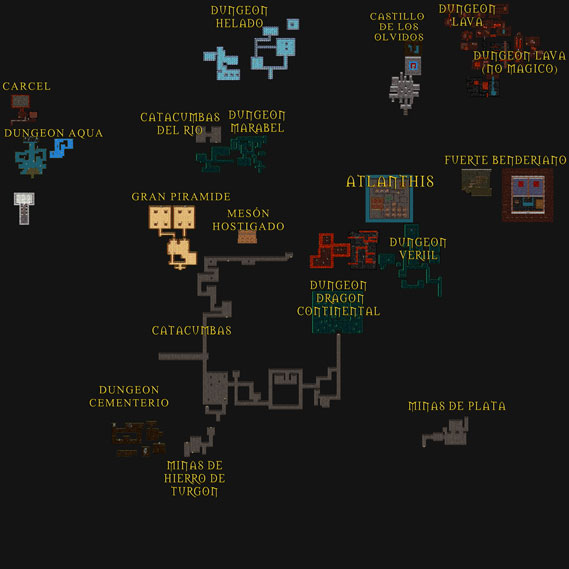 DUNGEON
HELADO
CASTILLO
DE LOS
OLVIDOS
DUNGEON
LAVA
DUNGEON LAVA
(NO MAGICO)
CARCEL
DUNGEON AQUA
CATACUMBAS
DEL RIO
DUNGEON
MARABEL
FUERTE BENDERJANO
GRAN PIRAMIDE
ATLANTHIS
MESÓN
HOSTIGADO
DUNGEON
VERJIL
DUNGEON
DRAGON
CONTINENTAL
CATACUMBAS
DUNGEON
CEMENTERIO
MINAS DE PLATA
MINAS DE
HIERRO DE
TURGON